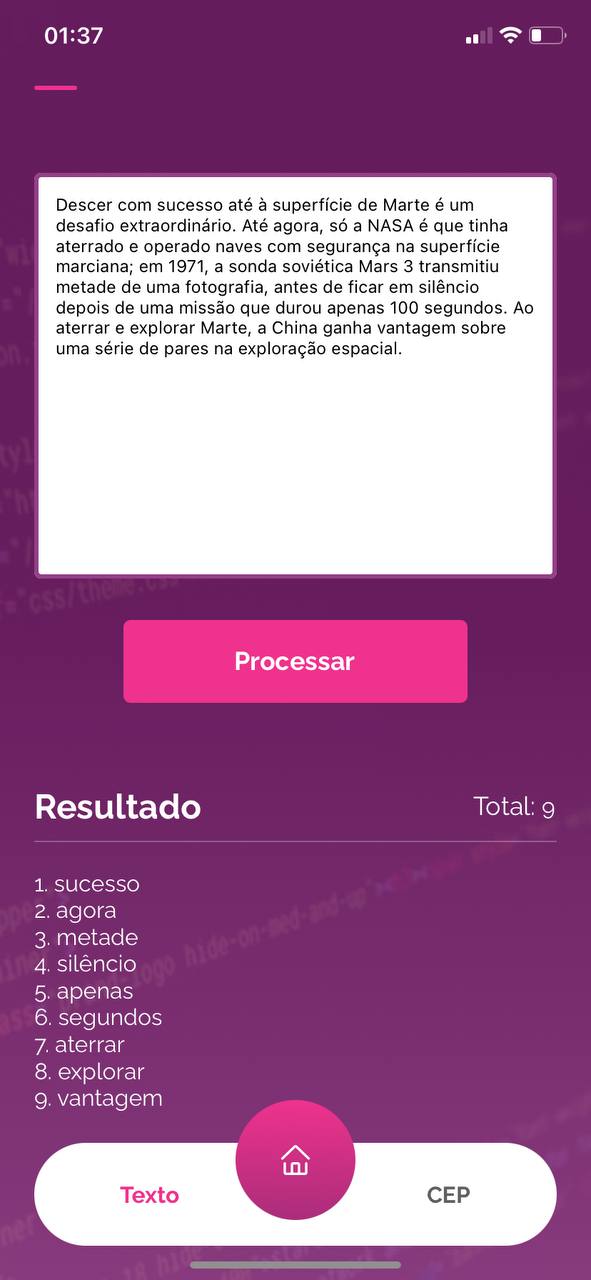 01:37
Descer com sucesso até à superfície de Marte é um
desafio extraordinário. Até agora, só a NASA é que tinha
aterrado e operado naves com segurança na superfície
marciana; em 1971, a sonda soviética Mars 3 transmitiu
metade de uma fotografia, antes de ficar em silêncio
depois de uma missão que durou apenas 100 segundos. Ao
aterrar e explorar Marte, a China ganha vantagem sobre
uma série de pares na exploração espacial.
Processar
Resultado
Total: 9
1. sucesso
2. agora
3. metade
4. silêncio
5. apenas
6. segundos
7. aterrar
8. explorar
9. vantagem
Texto
CEP